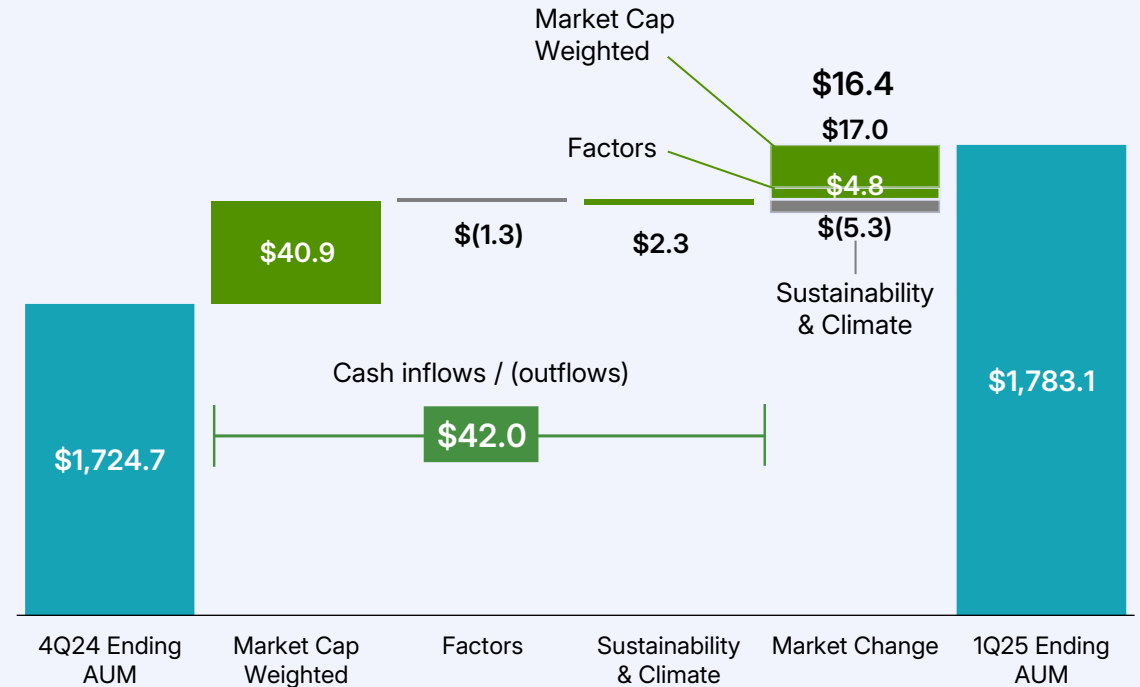 Market Cap
Weighted
$16.4
$17.0
Factors
$4.8
$(5.3)
Sustainability
& Climate
$40.9
$(1.3)
$2.3
Cash inflows / (outflows)
$42.0
$1,724.7
$1,783.1
4Q24 Ending
AUM
Market Cap
Weighted
Factors
Sustainability
& Climate
Market Change
1Q25 Ending
AUM